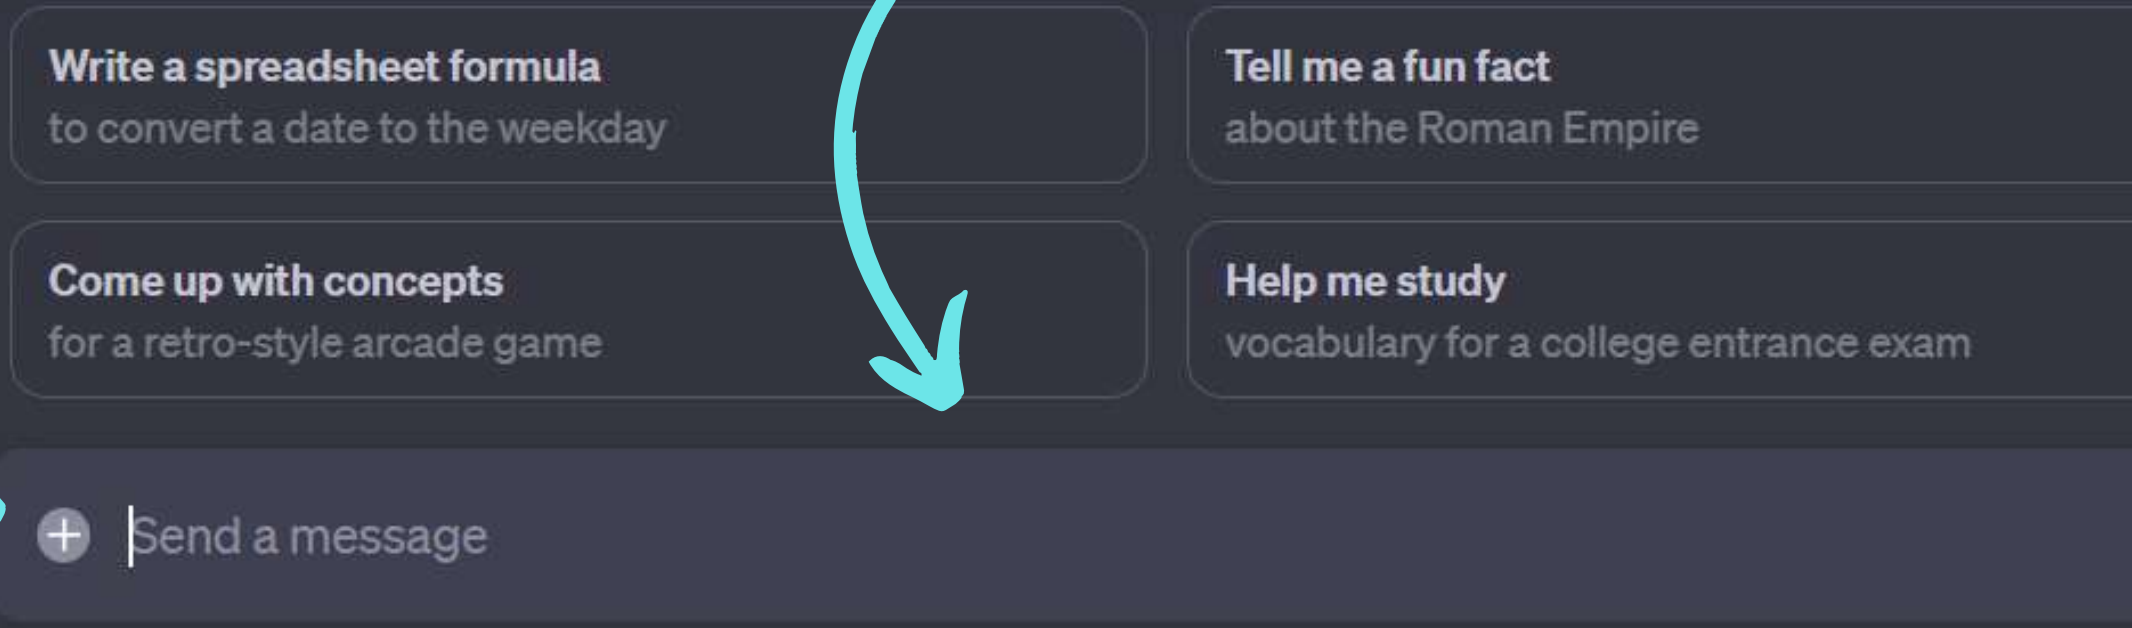 Write a spreadsheet formula
to convert a date to the weekday
Tell me a fun fact
about the Roman Empire
Come up with concepts
for a retro-style arcade game
Help me study
vocabulary for a college entrance exam
Send a message